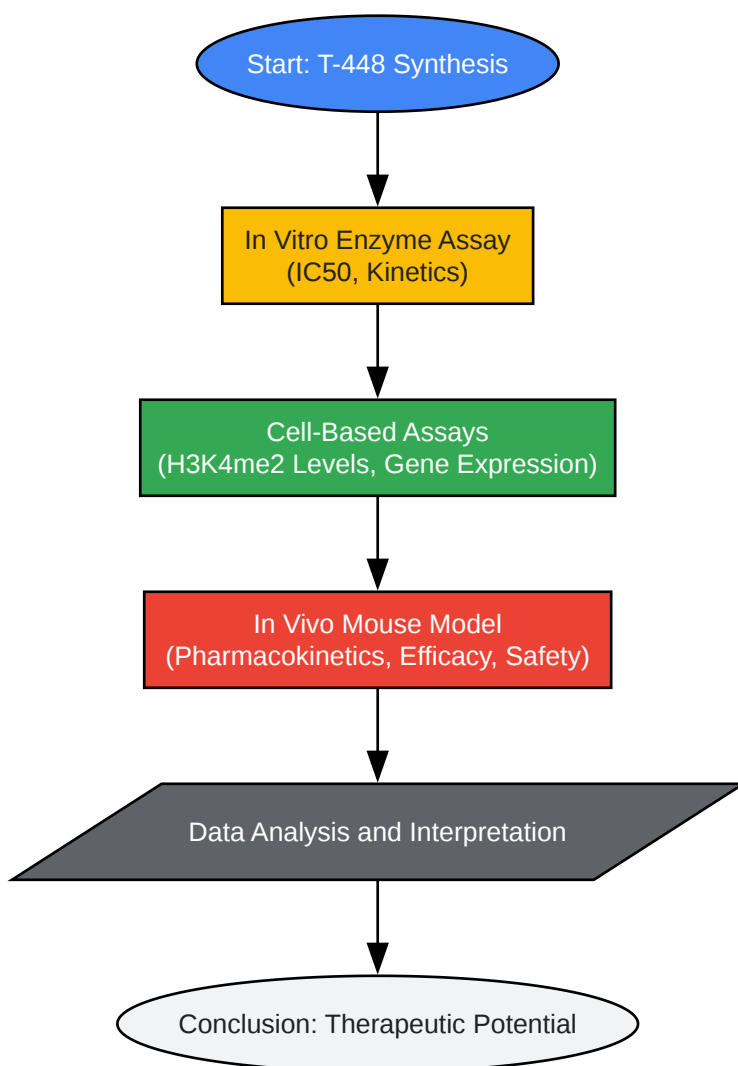 Start: T-448 Synthesis
In Vitro Enzyme Assay
(IC50, Kinetics)
Cell-Based Assays
(H3K4me2 Levels, Gene Expression)
In Vivo Mouse Model
(Pharmacokinetics, Efficacy, Safety)
Data Analysis and Interpretation
Conclusion: Therapeutic Potential